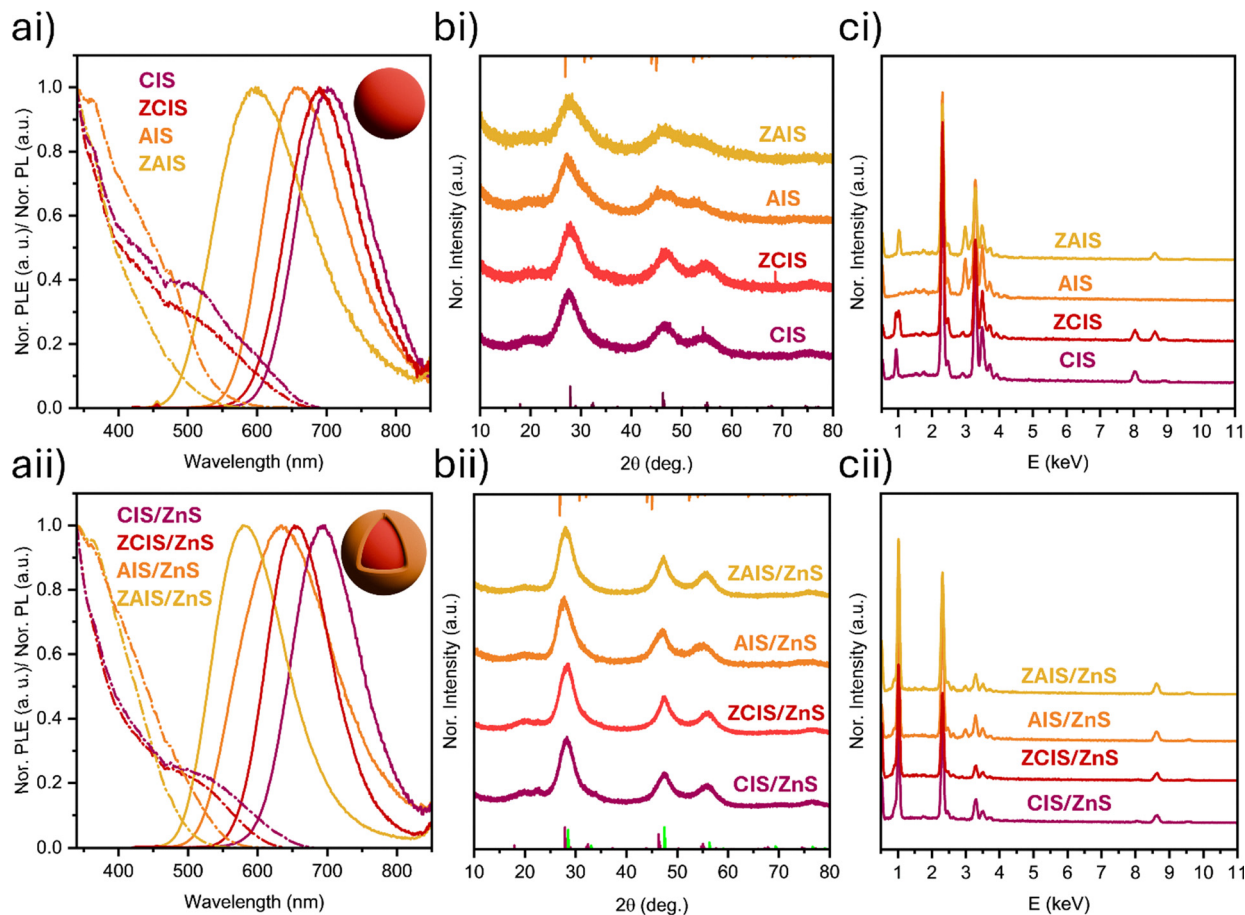 ai)
Nor. PLE (a. u.)/ Nor. PL (a.u.)
1.0
0.8
0.6
0.4
0.2
0.0
CIS
ZCIS
AIS
ZAIS
400 500 600 700 800
Wavelength (nm)
bi)
Nor. Intensity (a.u.)
ZAIS
AIS
ZCIS
CIS
10 20 30 40 50 60 70 80
2θ (deg.)
ci)
Nor. Intensity (a.u.)
ZAIS
AIS
ZCIS
CIS
1 2 3 4 5 6 7 8 9 10 11
E (keV)
aii)
Nor. PLE (a. u.)/ Nor. PL (a.u.)
1.0
0.8
0.6
0.4
0.2
0.0
CIS/ZnS
ZCIS/ZnS
AIS/ZnS
ZAIS/ZnS
400 500 600 700 800
Wavelength (nm)
bii)
Nor. Intensity (a.u.)
ZAIS/ZnS
AIS/ZnS
ZCIS/ZnS
CIS/ZnS
10 20 30 40 50 60 70 80
2θ (deg.)
cii)
Nor. Intensity (a.u.)
ZAIS/ZnS
AIS/ZnS
ZCIS/ZnS
CIS/ZnS
1 2 3 4 5 6 7 8 9 10 11
E (keV)